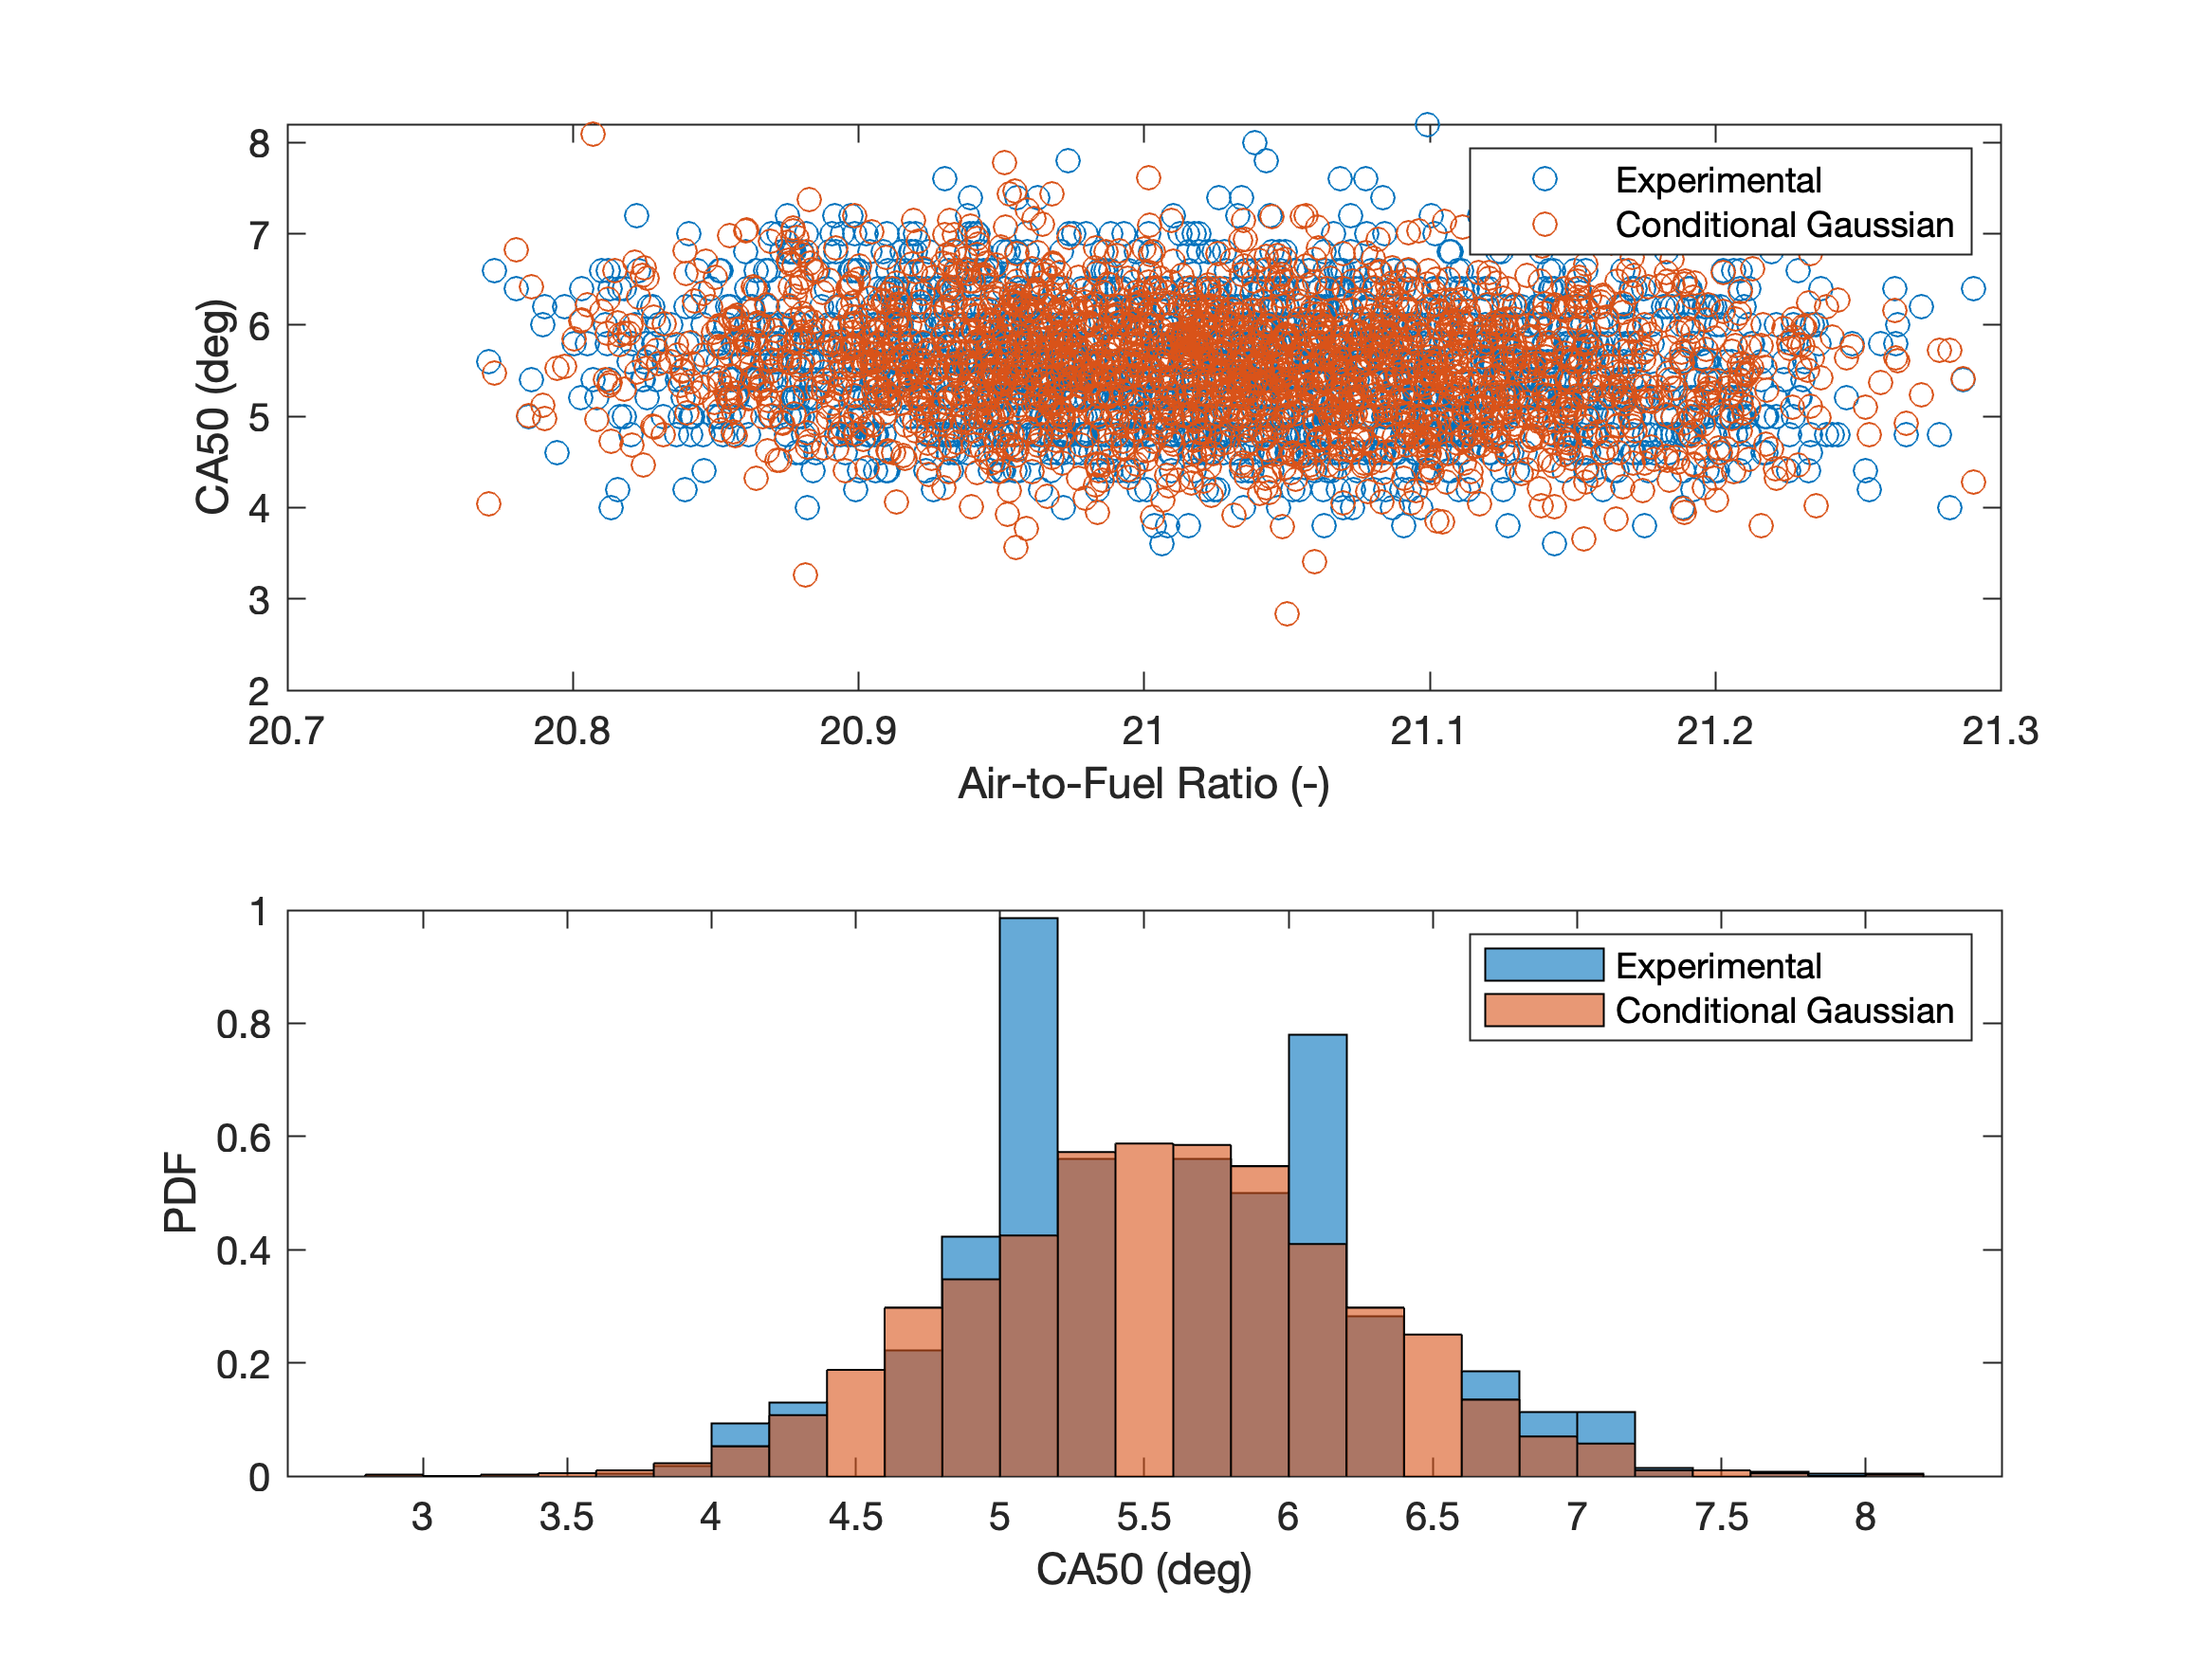 8
7
6
5
4
3
2
CA50 (deg)
Experimental
Conditional Gaussian
20.7 20.8 20.9 21 21.1 21.2 21.3
Air-to-Fuel Ratio (-)
1
0.8
0.6
0.4
0.2
0
PDF
Experimental
Conditional Gaussian
3 3.5 4 4.5 5 5.5 6 6.5 7 7.5 8
CA50 (deg)